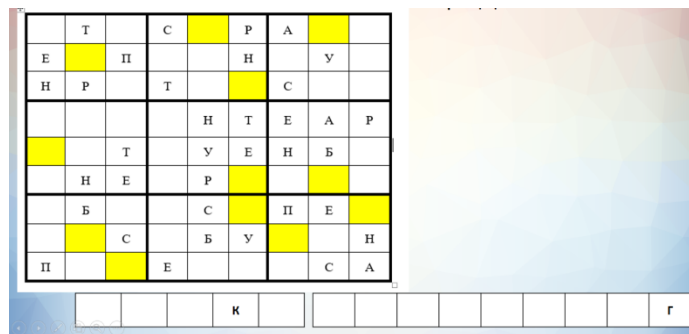 Т С Р А
Е П Н У
Н Р Т С
Н Т Е А Р
Т У Е Н Б
Н Е Р
Б С П Е
С Б У Н
П Е С А
К Г